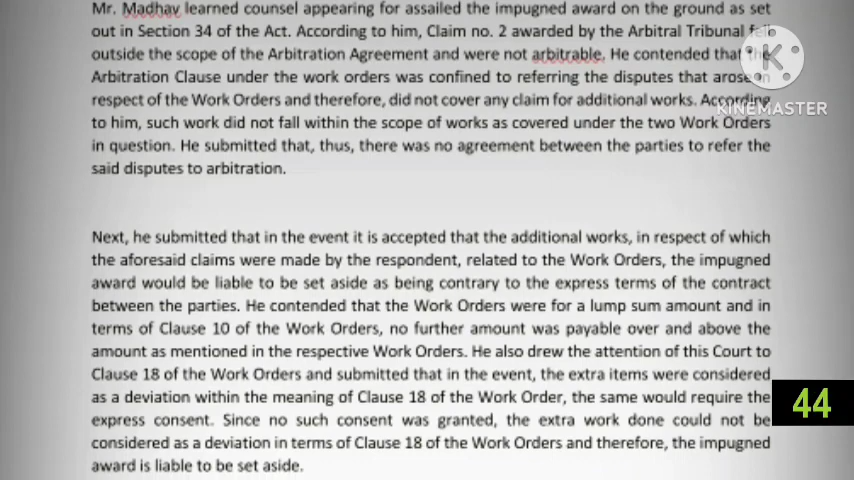 Mr. Madhav learned counsel appearing for assailed the impugned award on the ground as set
out in Section 34 of the Act. According to him, Claim no. 2 awarded by the Arbitral Tribunal fell
outside the scope of the Arbitration Agreement and were not arbitrable. He contended that the
Arbitration Clause under the work orders was confined to referring the disputes that arose in
respect of the Work Orders and therefore, did not cover any claim for additional works. According
to him, such work did not fall within the scope of works as covered under the two Work Orders
in question. He submitted that, thus, there was no agreement between the parties to refer the
said disputes to arbitration.
Next, he submitted that in the event it is accepted that the additional works, in respect of which
the aforesaid claims were made by the respondent, related to the Work Orders, the impugned
award would be liable to be set aside as being contrary to the express terms of the contract
between the parties. He contended that the Work Orders were for a lump sum amount and in
terms of Clause 10 of the Work Orders, no further amount was payable over and above the
amount as mentioned in the respective Work Orders. He also drew the attention of this Court to
Clause 18 of the Work Orders and submitted that in the event, the extra items were considered
as a deviation within the meaning of Clause 18 of the Work Order, the same would require the
express consent. Since no such consent was granted, the extra work done could not be
considered as a deviation in terms of Clause 18 of the Work Orders and therefore, the impugned
award is liable to be set aside.
K
KINEMASTER
44